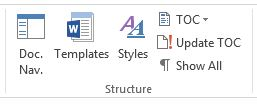 Doc.
Nav.
Templates
Styles
TOC
Update TOC
Show All
Structure